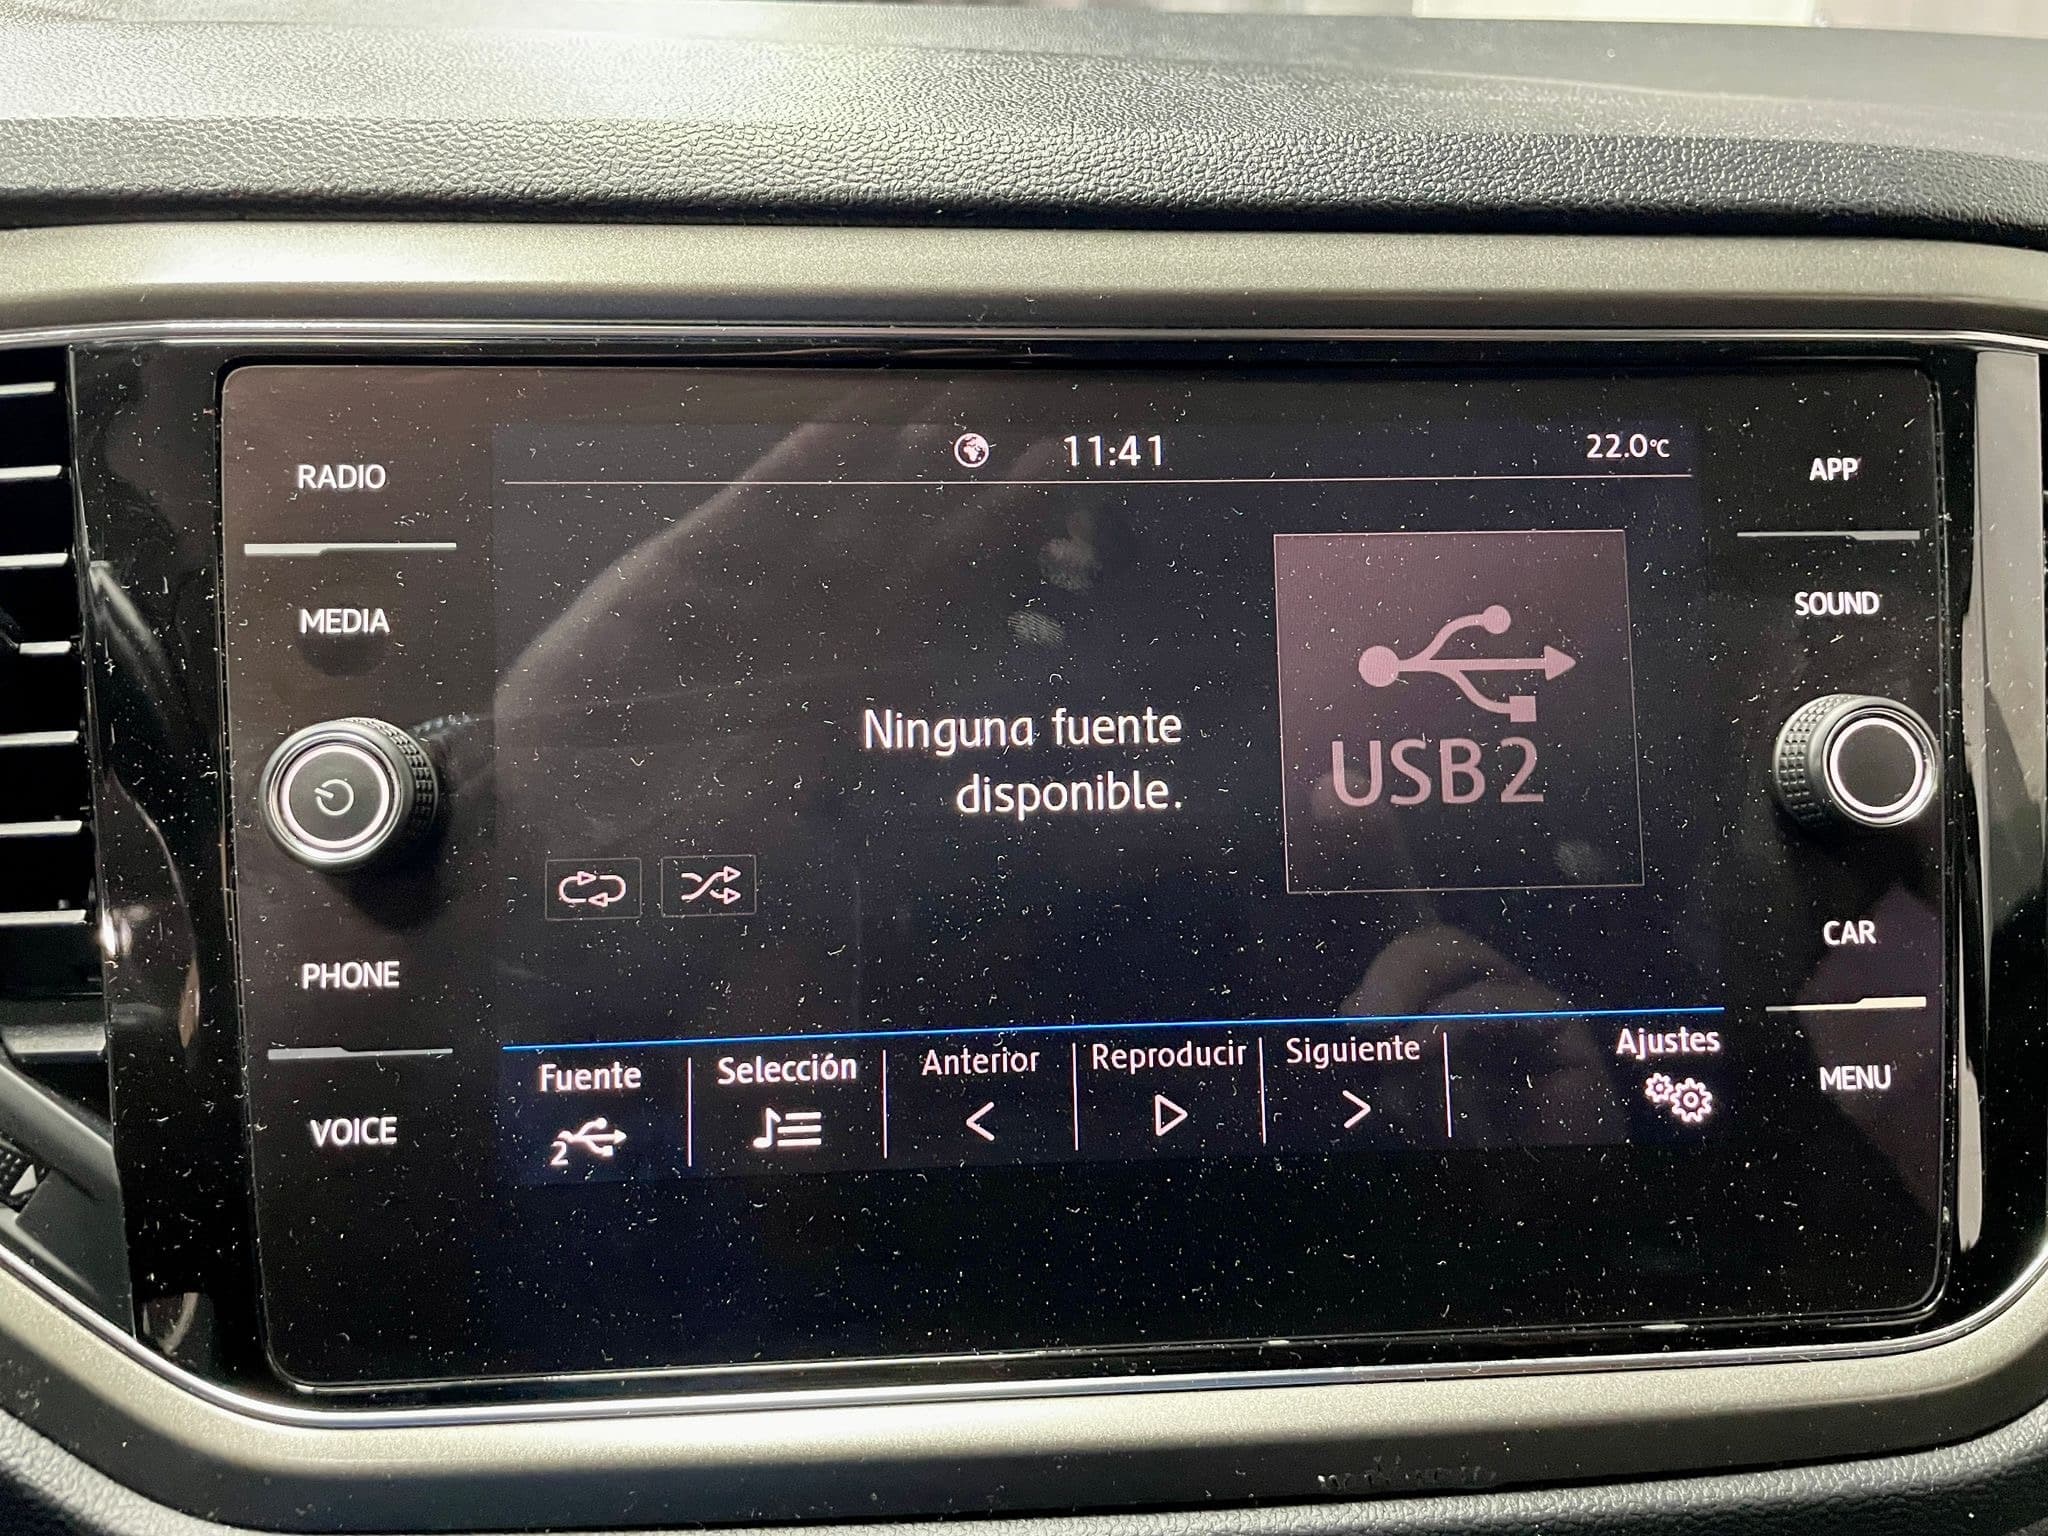 11:41
22.0°C
RADIO
APP
MEDIA
SOUND
Ninguna fuente
disponible.
USB2
PHONE
CAR
VOICE
MENU
Fuente
Selección
Anterior
Reproducir
Siguiente
Ajustes
2